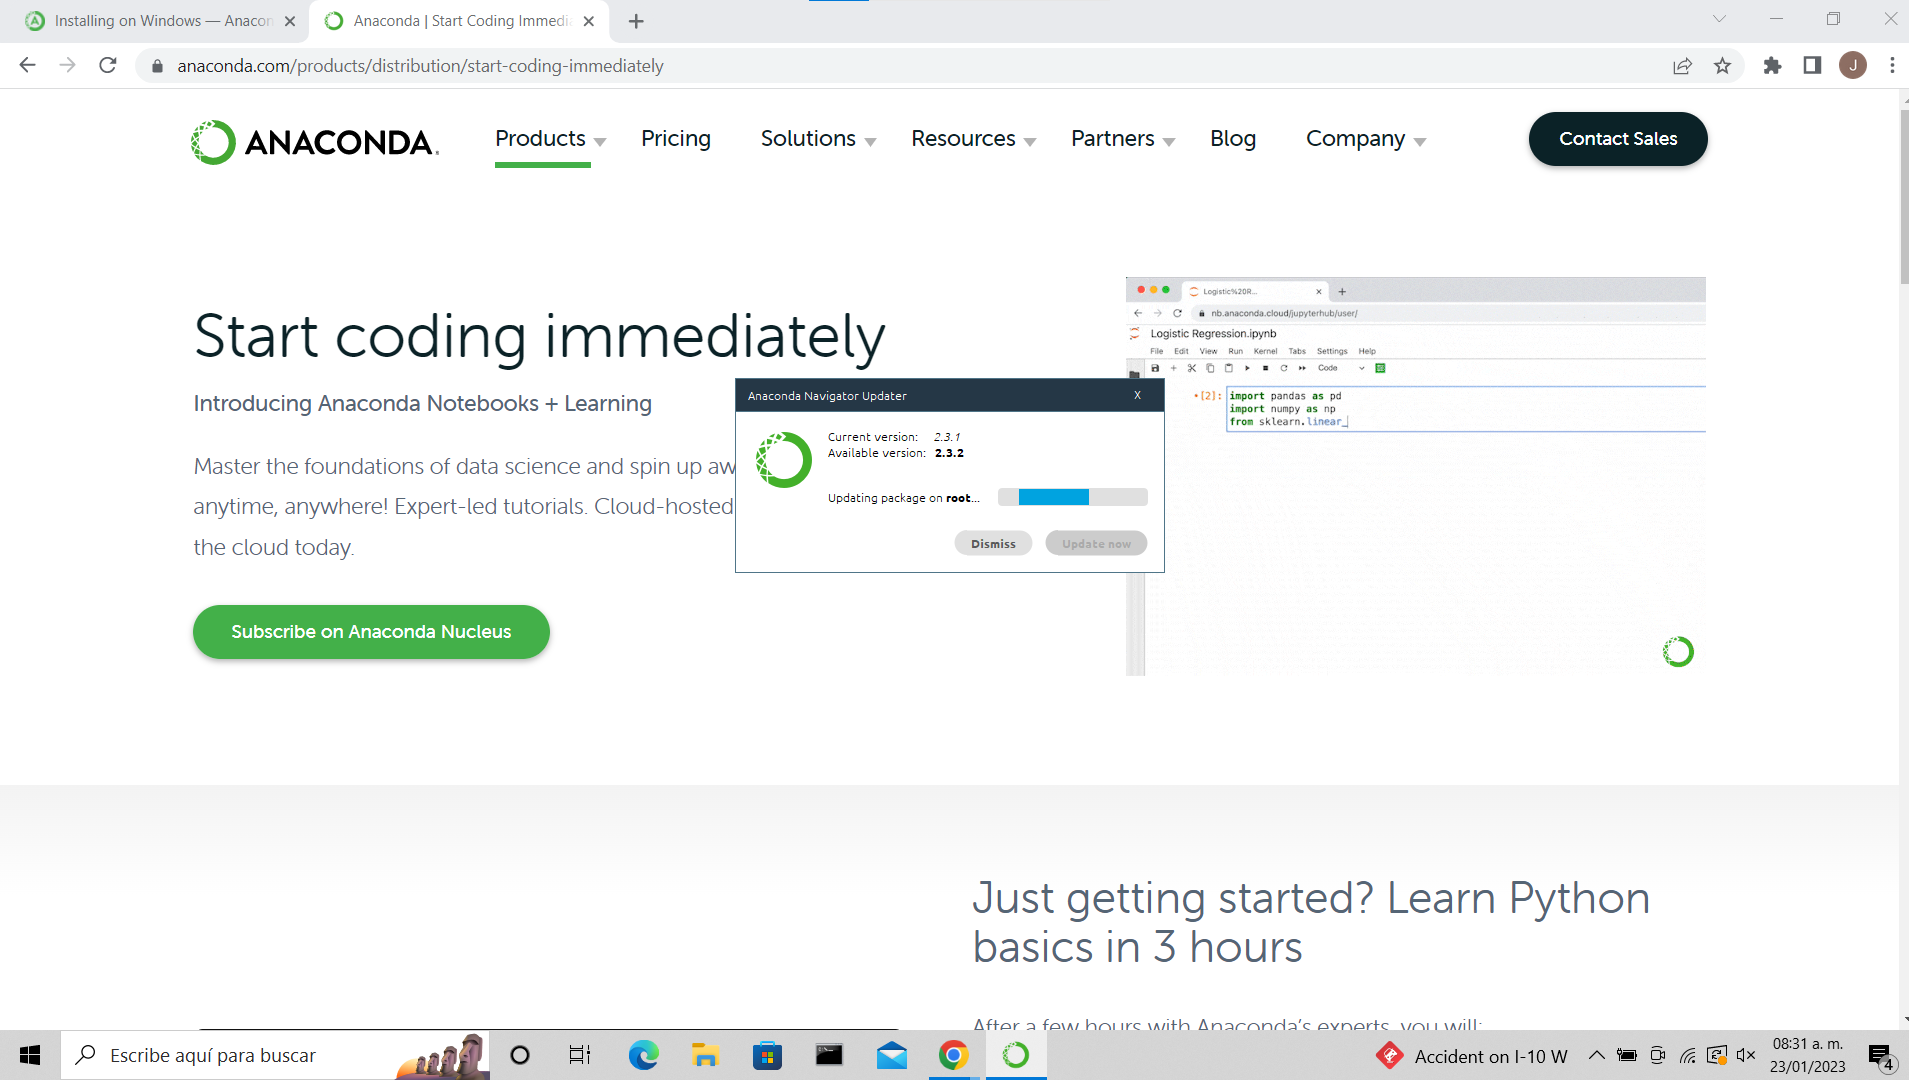 Installing on Windows — Anacon
Anaconda | Start Coding Immedi
anaconda.com/products/distribution/start-coding-immediately
J
ANACONDA.
Products
Pricing
Solutions
Resources
Partners
Blog
Company
Contact Sales
Start coding immediately
Introducing Anaconda Notebooks + Learning
Master the foundations of data science and spin up aw
anytime, anywhere! Expert-led tutorials. Cloud-hosted
the cloud today.
Subscribe on Anaconda Nucleus
Logistic%20R...
nb.anaconda.cloud/jupyterhub/user/
Logistic Regression.ipynb
File Edit View Run Kernel Tabs Settings Help
Code
[2]: import pandas as pd
import numpy as np
from sklearn.linear_
Anaconda Navigator Updater
X
Current version: 2.3.1
Available version: 2.3.2
Updating package on root...
Dismiss
Update now
Just getting started? Learn Python
basics in 3 hours
After a few hours with Anaconda's experts, you will:
Escribe aquí para buscar
Accident on I-10 W
08:31 a. m.
23/01/2023
4